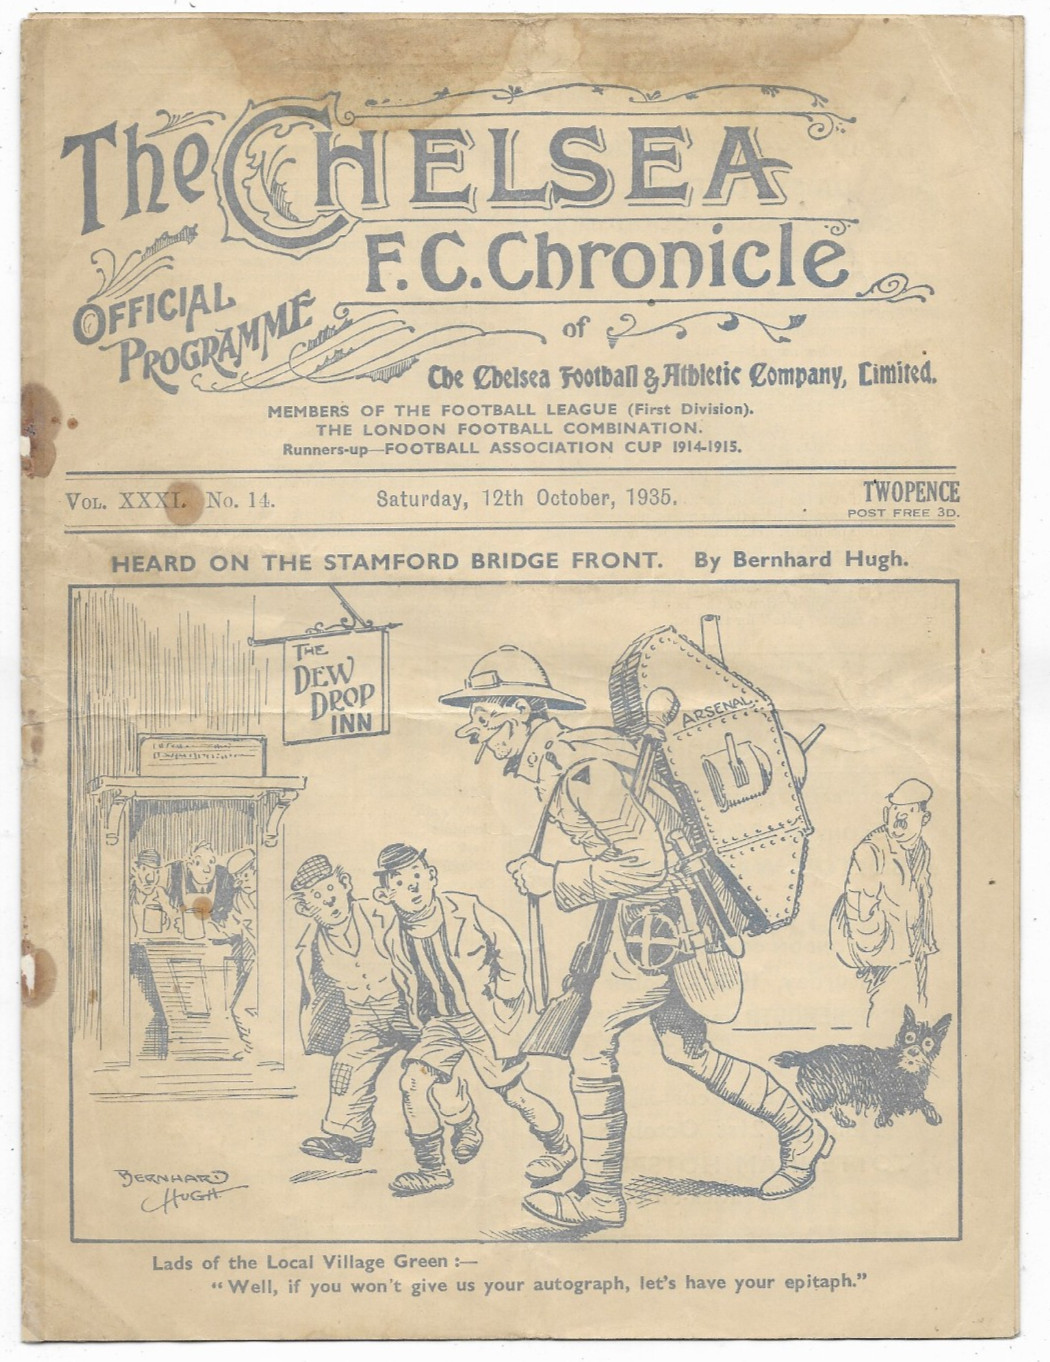 The CHELSEA
F.C. Chronicle
OFFICIAL
PROGRAMME
of
The Chelsea Football & Athletic Company, Limited.
MEMBERS OF THE FOOTBALL LEAGUE (First Division).
THE LONDON FOOTBALL COMBINATION.
Runners-up—FOOTBALL ASSOCIATION CUP 1914-1915.
VOL. XXXI. No. 14.
Saturday, 12th October, 1935.
TWOPENCE
POST FREE 3D.
HEARD ON THE STAMFORD BRIDGE FRONT. By Bernhard Hugh.
THE
DEW
DROP
INN
ARSENAL
BERNHARD
HUGH
Lads of the Local Village Green :—
"Well, if you won't give us your autograph, let's have your epitaph."